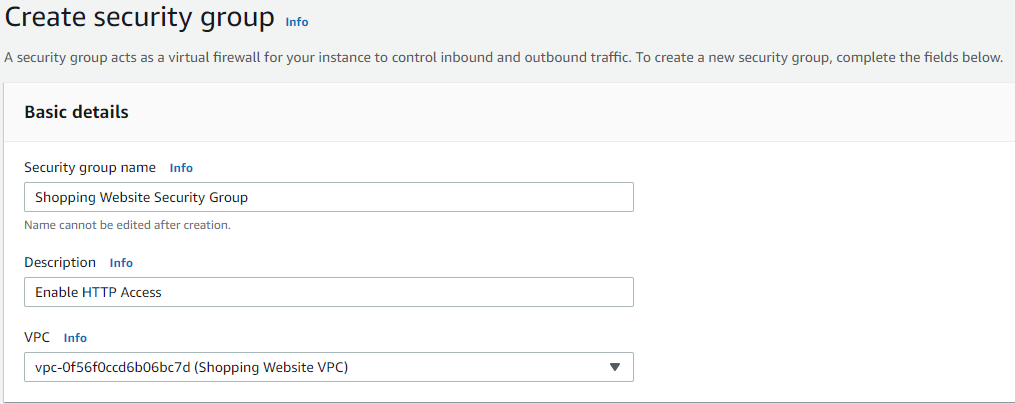 Create security group Info
A security group acts as a virtual firewall for your instance to control inbound and outbound traffic. To create a new security group, complete the fields below.
Basic details
Security group name Info
Shopping Website Security Group
Name cannot be edited after creation.
Description Info
Enable HTTP Access
VPC Info
vpc-0f56f0ccd6b06bc7d (Shopping Website VPC)